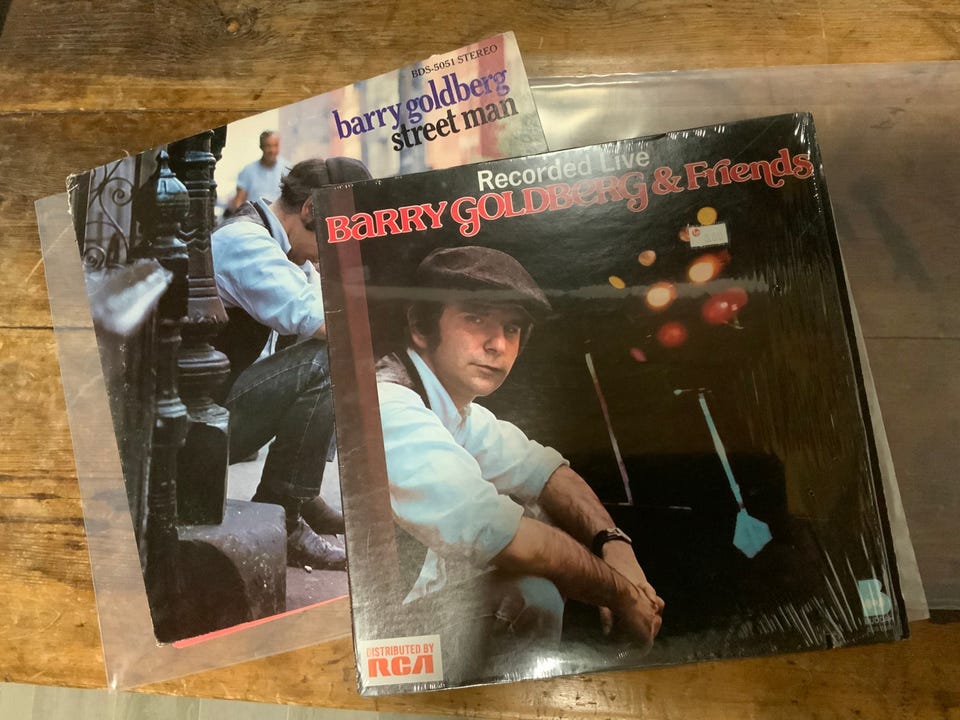 BDS-5051 STEREO
barry goldberg
street man
Recorded Live
BARRY GOLDBERG & Friends
DISTRIBUTED BY
RCA
B